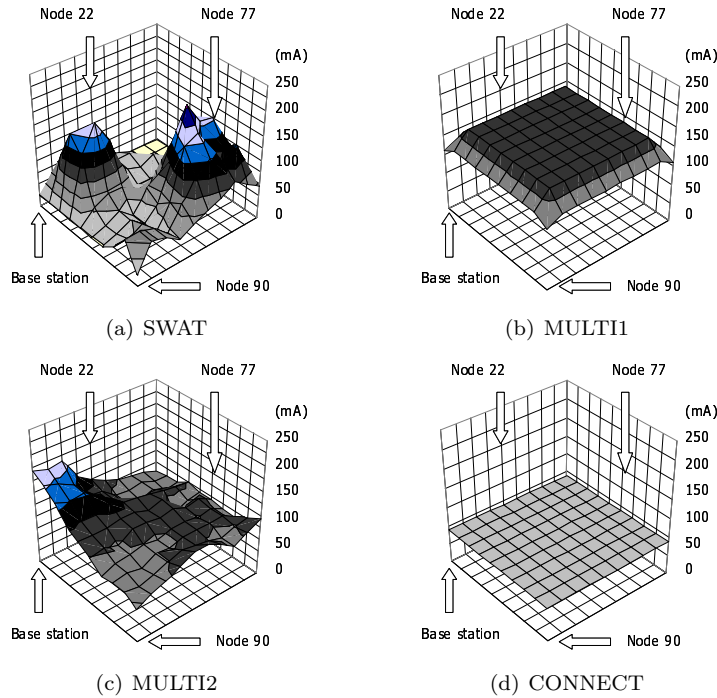 Node 22
Node 77
(mA)
250
200
150
100
50
0
Base station
Node 90
(a) SWAT
Node 22
Node 77
(mA)
250
200
150
100
50
0
Base station
Node 90
(b) MULTI1
Node 22
Node 77
(mA)
250
200
150
100
50
0
Base station
Node 90
(c) MULTI2
Node 22
Node 77
(mA)
250
200
150
100
50
0
Base station
Node 90
(d) CONNECT